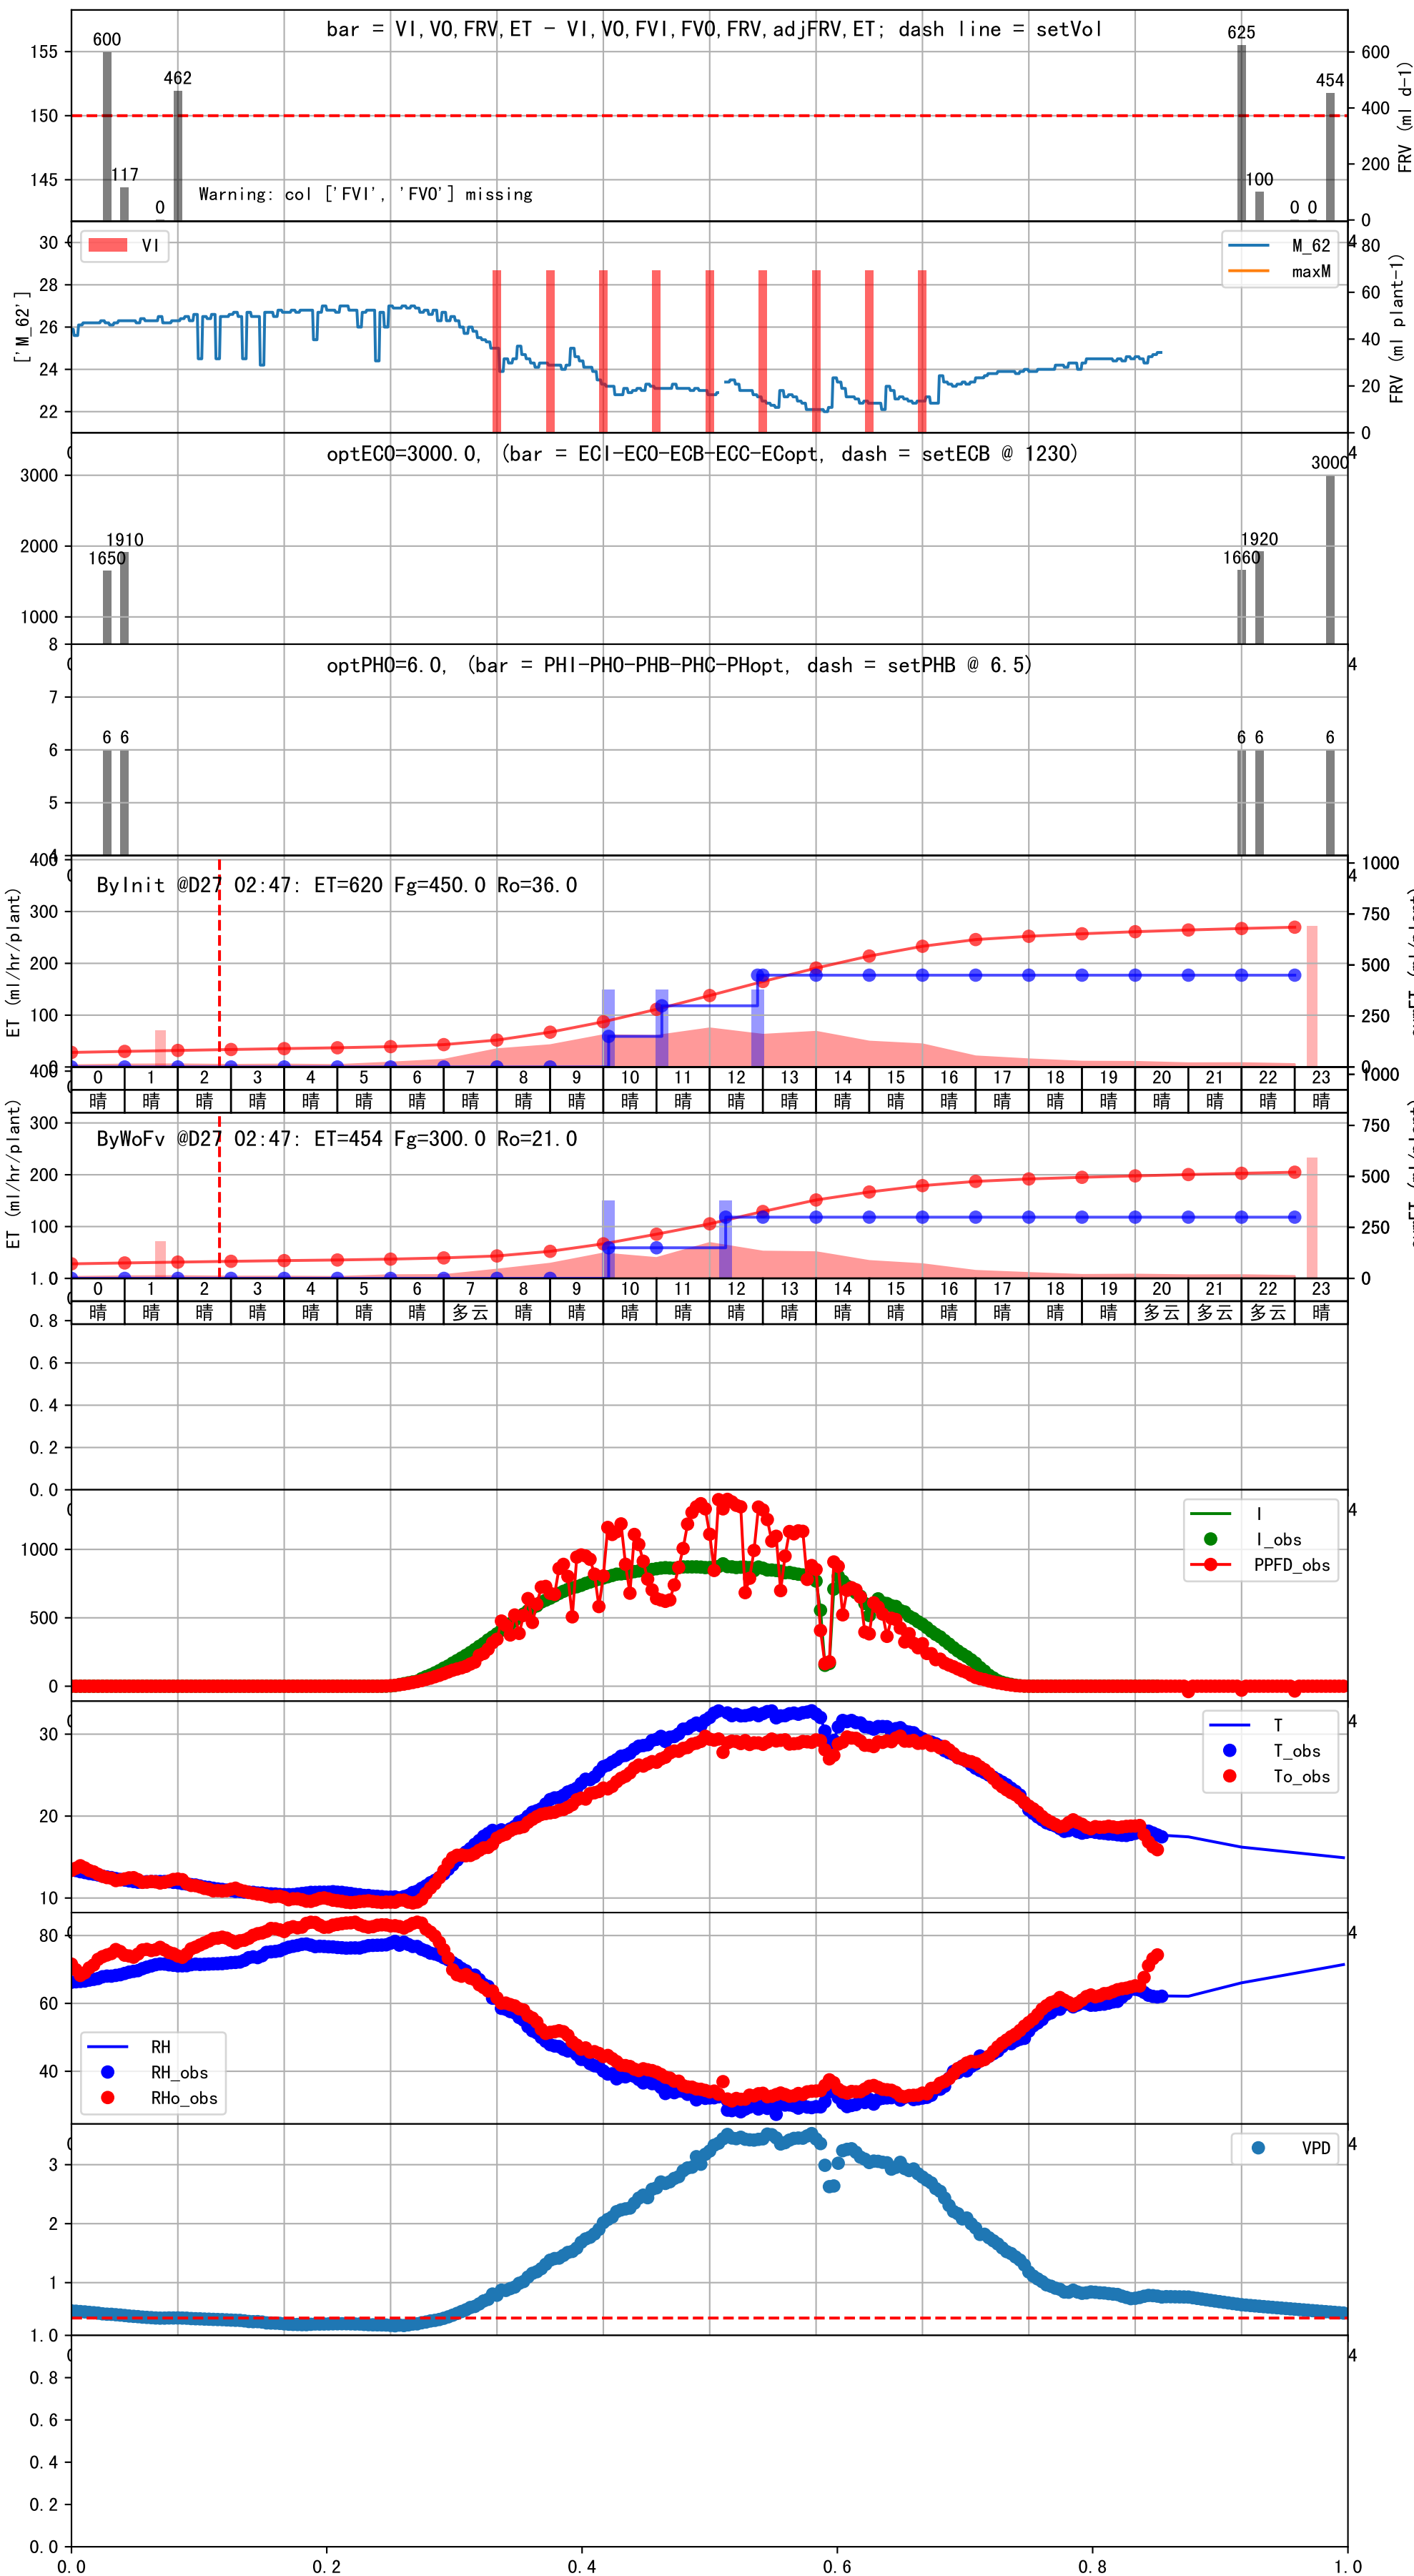 bar = VI,VO,FRV,ET - VI,VO,FVI,FVO,FRV,adjFRV,ET; dash line = setVol
600
117
0
462
625
100
0 0
454
155
150
145
600
400
200
0
FRV (ml d-1)
Warning: col ['FVI', 'FVO'] missing
VI
M_62
maxM
30
28
26
24
22
['M_62']
80
60
40
20
0
FRV (ml plant-1)
optECO=3000.0, (bar = ECI-ECO-ECB-ECC-ECopt, dash = setECB @ 1230)
3000
2000
1000
1650
1910
1660
1920
3000
optPHO=6.0, (bar = PHI-PHO-PHB-PHC-PHopt, dash = setPHB @ 6.5)
8
7
6
5
4
6 6
6 6
6
ByInit @D27 02:47: ET=620 Fg=450.0 Ro=36.0
400
300
200
100
0
ET (ml/hr/plant)
1000
750
500
250
0
0 1 2 3 4 5 6 7 8 9 10 11 12 13 14 15 16 17 18 19 20 21 22 23
晴 晴 晴 晴 晴 晴 晴 晴 晴 晴 晴 晴 晴 晴 晴 晴 晴 晴 晴 晴 晴 晴 晴 晴
ByWoFv @D27 02:47: ET=454 Fg=300.0 Ro=21.0
400
300
200
100
ET (ml/hr/plant)
1000
750
500
250
0
0 1 2 3 4 5 6 7 8 9 10 11 12 13 14 15 16 17 18 19 20 21 22 23
晴 晴 晴 晴 晴 晴 晴 多云 晴 晴 晴 晴 晴 晴 晴 晴 晴 晴 晴 晴 多云 多云 多云 晴
1.0
0.8
0.6
0.4
0.2
0.0
I
I_obs
PPFD_obs
1000
500
0
T
T_obs
To_obs
30
20
10
80
60
40
RH
RH_obs
RHo_obs
VPD
3
2
1
1.0
0.8
0.6
0.4
0.2
0.0
0.0 0.2 0.4 0.6 0.8 1.0